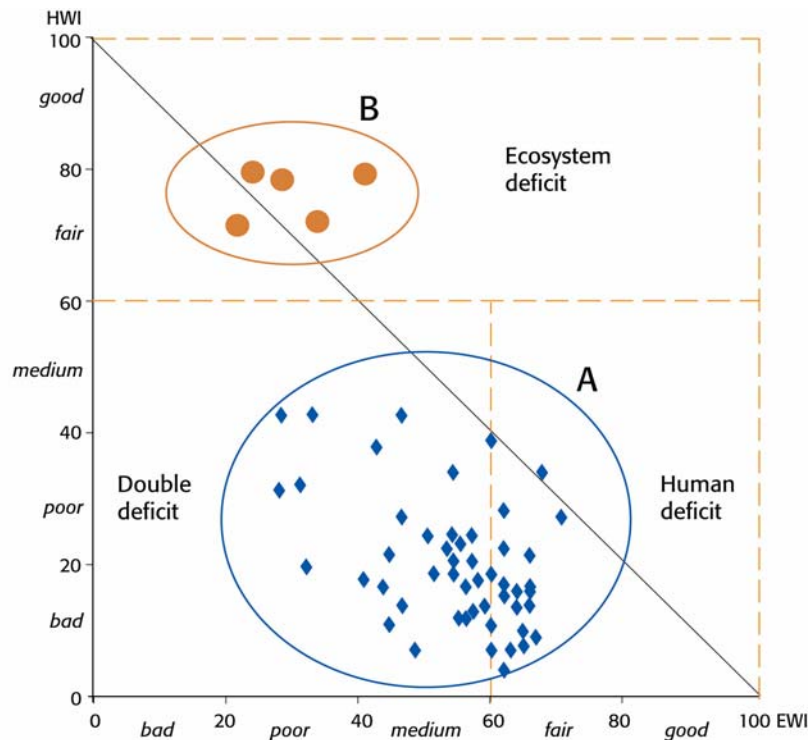 HWI
100
good
B
Ecosystem
deficit
80
fair
60
medium
A
40
Double
deficit
Human
deficit
poor
20
bad
0
0 20 40 60 80 100 EWI
bad poor medium fair good